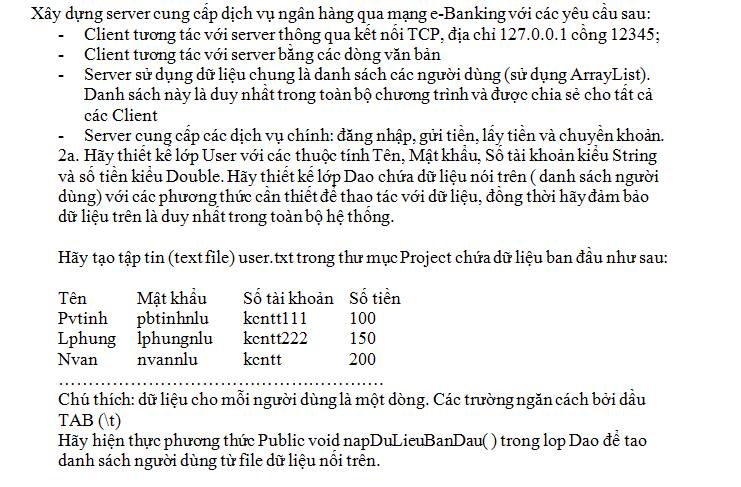 Xây dựng server cung cấp dịch vụ ngân hàng qua mạng e-Banking với các yêu cầu sau:
- Client tương tác với server thông qua kết nối TCP, địa chỉ 127.0.0.1 cổng 12345;
- Client tương tác với server bằng các dòng văn bản
- Server sử dụng dữ liệu chung là danh sách các người dùng (sử dụng ArrayList).
Danh sách này là duy nhất trong toàn bộ chương trình và được chia sẻ cho tất cả
các Client
- Server cung cấp các dịch vụ chính: đăng nhập, gửi tiền, lấy tiền và chuyển khoản.
2a. Hãy thiết kế lớp User với các thuộc tính Tên, Mật khẩu, Số tài khoản kiểu String
và số tiền kiểu Double. Hãy thiết kế lớp Dao chứa dữ liệu nói trên ( danh sách người
dùng) với các phương thức cần thiết để thao tác với dữ liệu, đồng thời hãy đảm bảo
dữ liệu trên là duy nhất trong toàn bộ hệ thống.
Hãy tạo tập tin (text file) user.txt trong thư mục Project chứa dữ liệu ban đầu như sau:
Tên Mật khẩu Số tài khoản Số tiền
Pvtinh pbtinhnlu kcntt111 100
Lphung lphungnlu kcntt222 150
Nvan nvannlu kcntt 200
……………………………………………
Chú thích: dữ liệu cho mỗi người dùng là một dòng. Các trường ngăn cách bởi dấu
TAB (\t)
Hãy hiện thực phương thức Public void napDuLieuBanDau( ) trong lop Dao để tao
danh sách người dùng từ file dữ liệu nối trên.